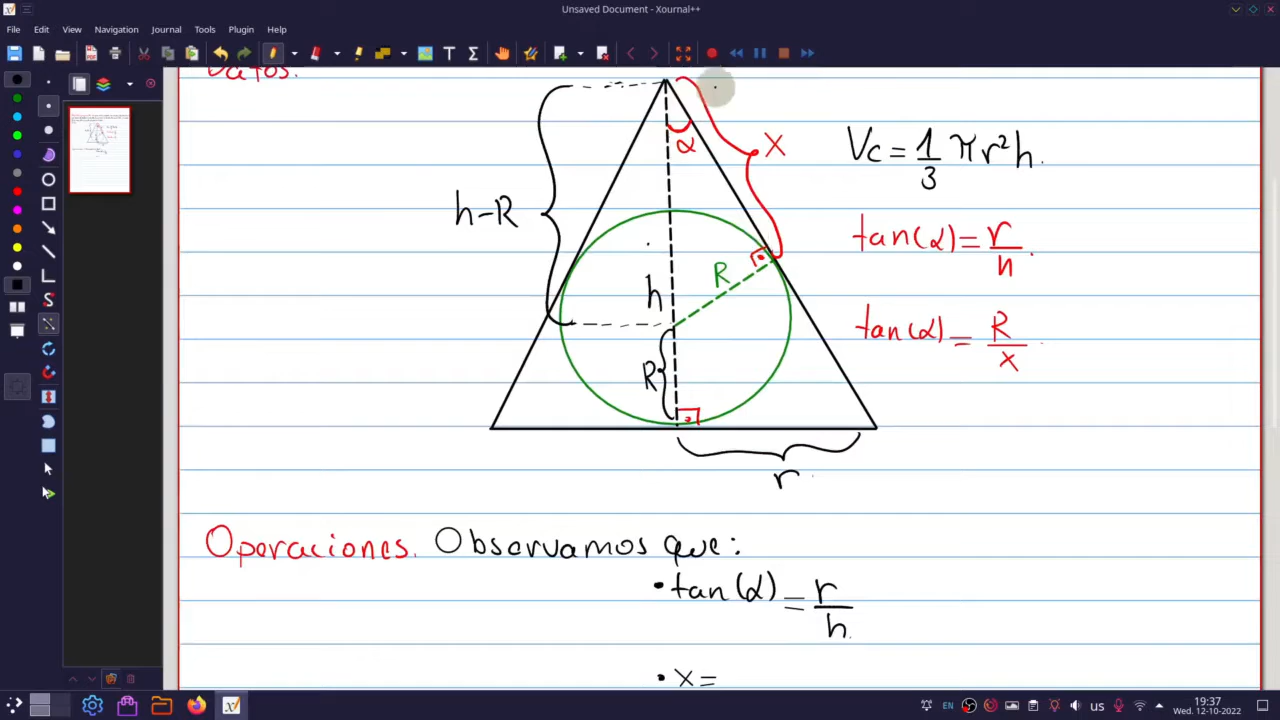 Unsaved Document - Xournal++
File Edit View Navigation Journal Tools Plugin Help
Datos.
α
X
h-R
R
h
R
r
Vc = 1/3 πr²h.
tan(α) = r/h.
tan(α) = R/x
Operaciones. Observamos que:
• tan(α) = r/h.
• x =
EN
us
19:37
Wed. 12-10-2022